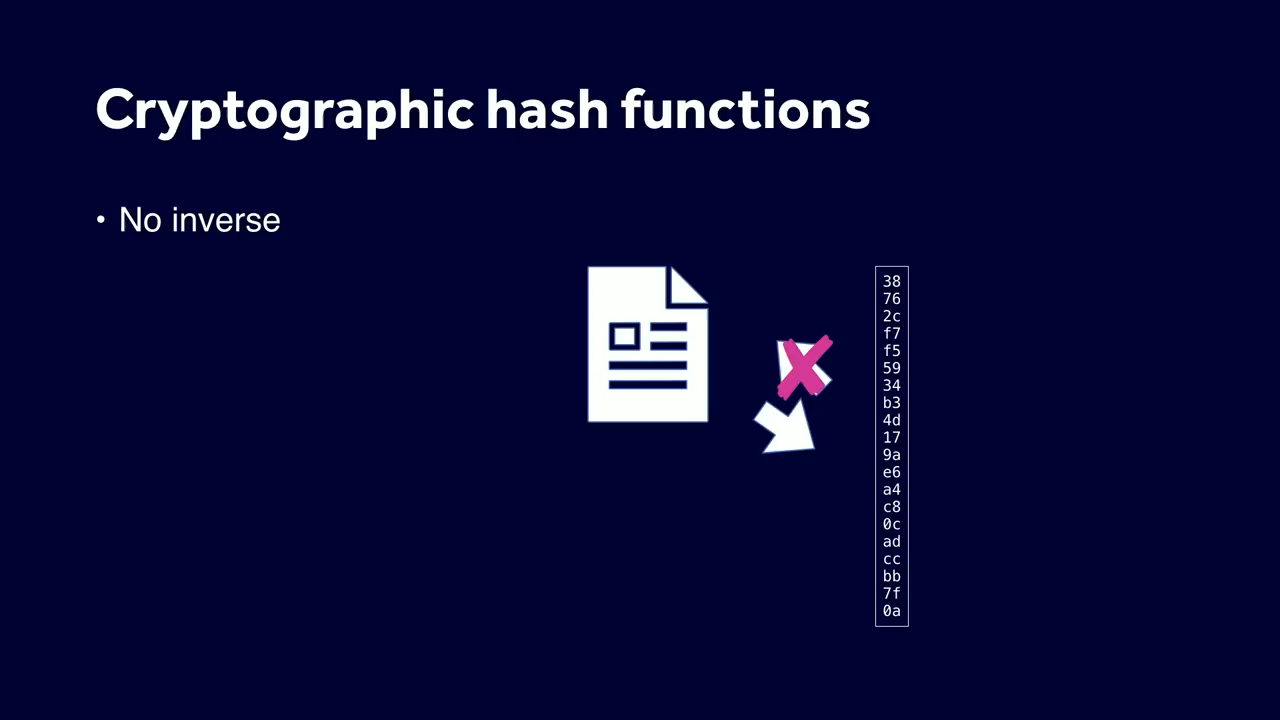 Cryptographic hash functions
• No inverse
38
76
2c
f7
f5
59
34
b3
4d
17
9a
e6
a4
c8
0c
ad
cc
bb
7f
0a